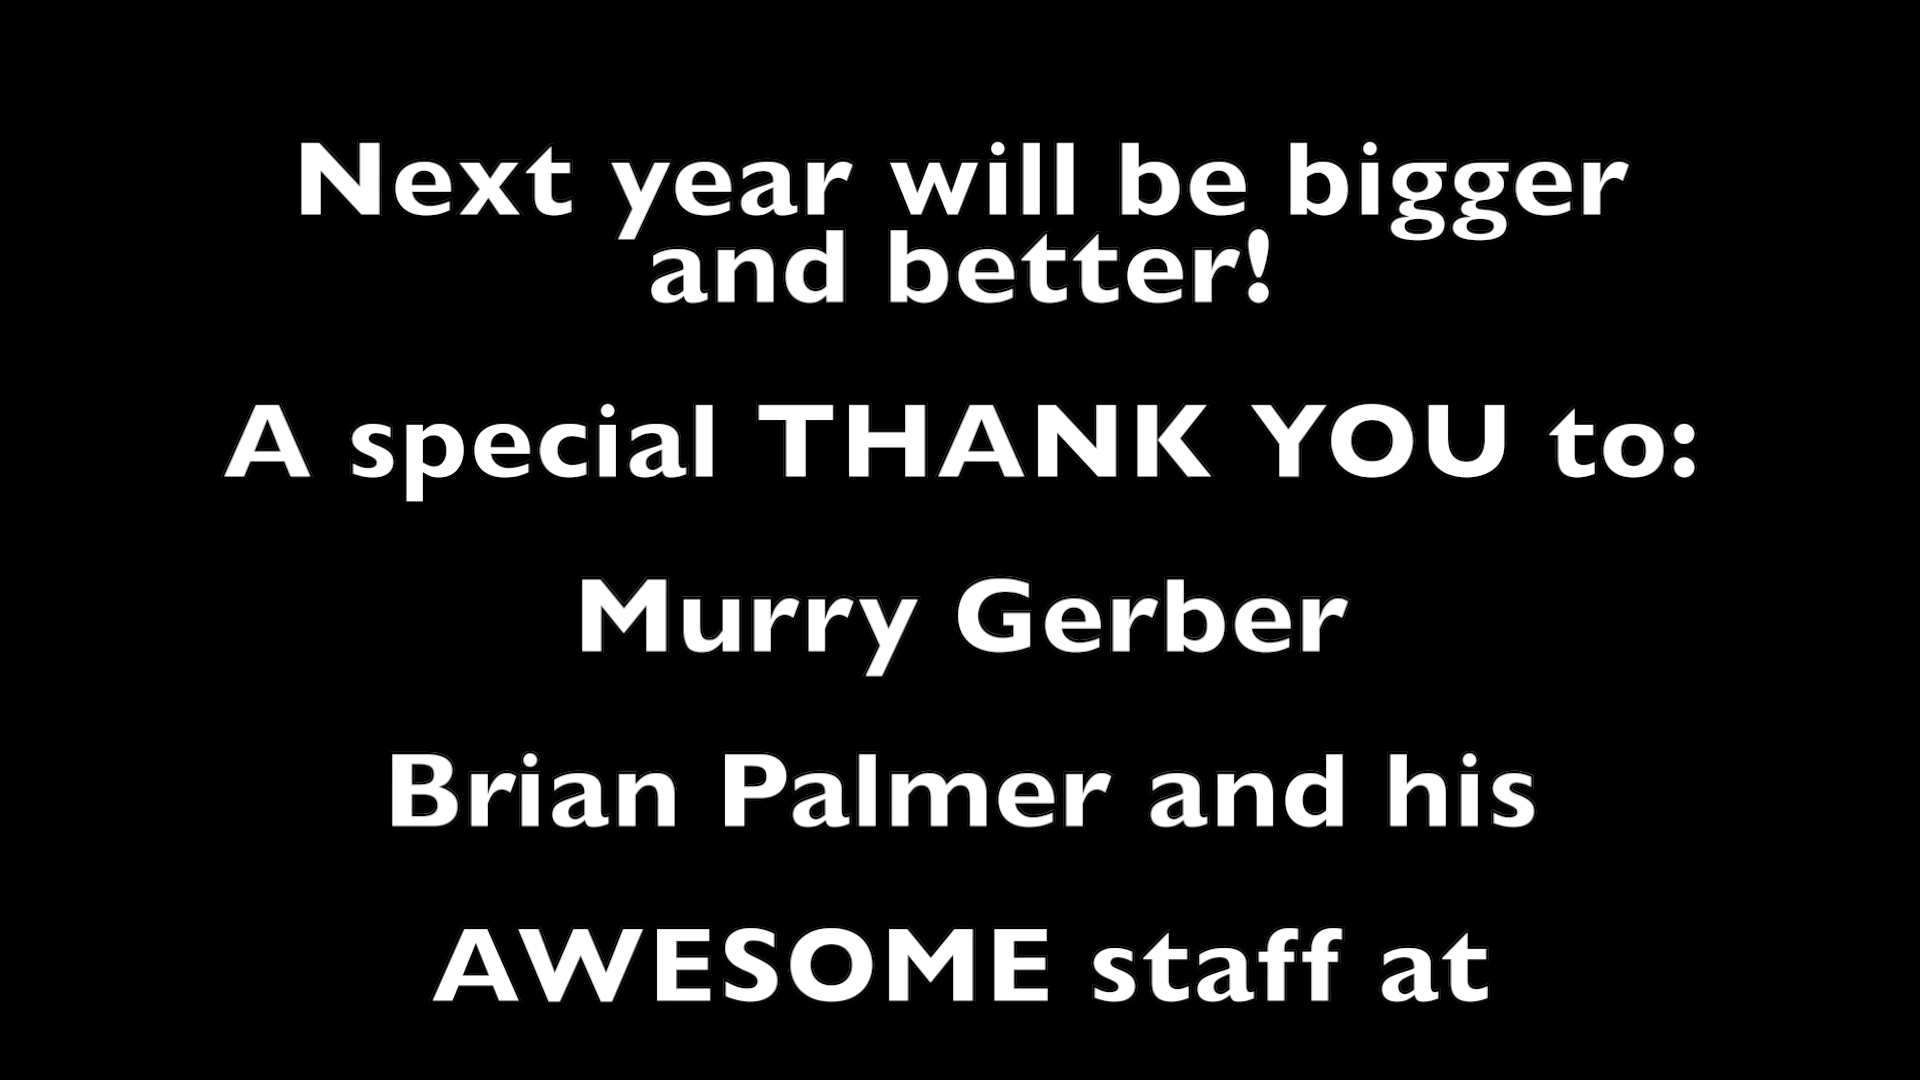 Next year will be bigger
and better!
A special THANK YOU to:
Murry Gerber
Brian Palmer and his
AWESOME staff at